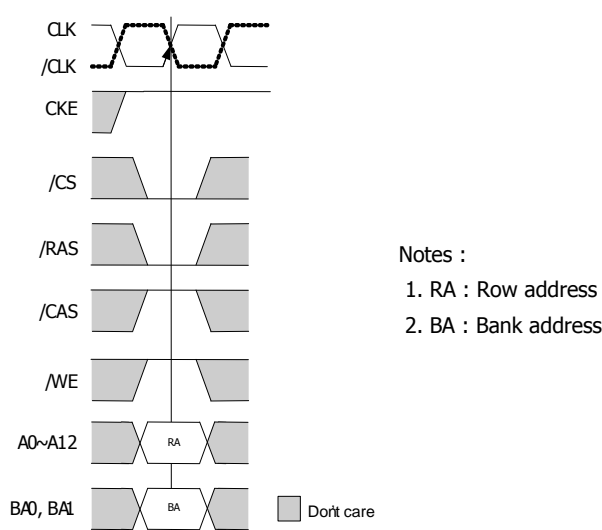 CLK
/CLK
CKE
/CS
/RAS
/CAS
/WE
A0~A12
RA
BA0, BA1
BA
Don't care
Notes :
1. RA : Row address
2. BA : Bank address